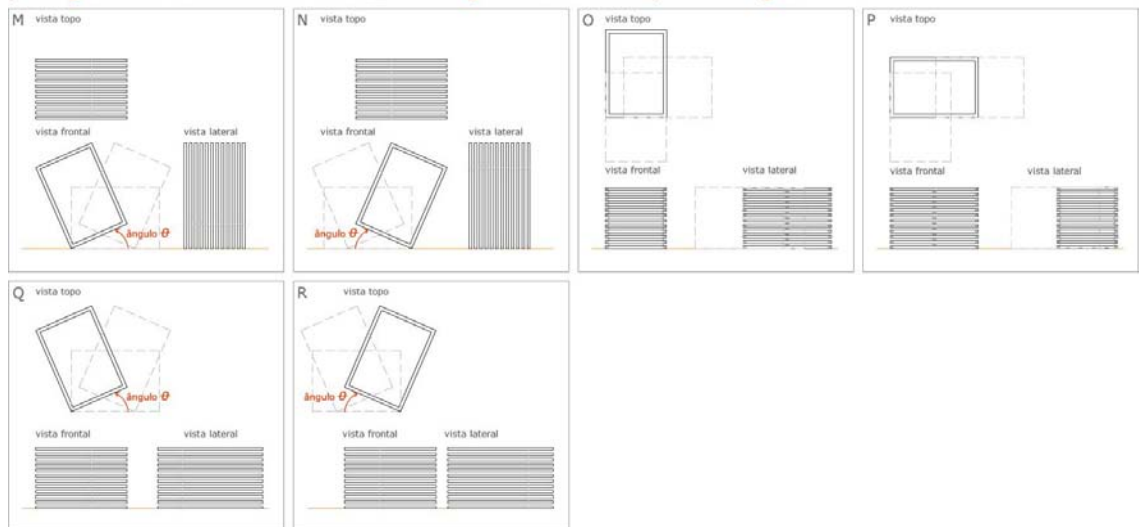 M vista topo
vista frontal vista lateral
ângulo θ
N vista topo
vista frontal vista lateral
ângulo θ
O vista topo
vista frontal vista lateral
P vista topo
vista frontal vista lateral
Q vista topo
ângulo θ
vista frontal vista lateral
R vista topo
ângulo θ
vista frontal vista lateral